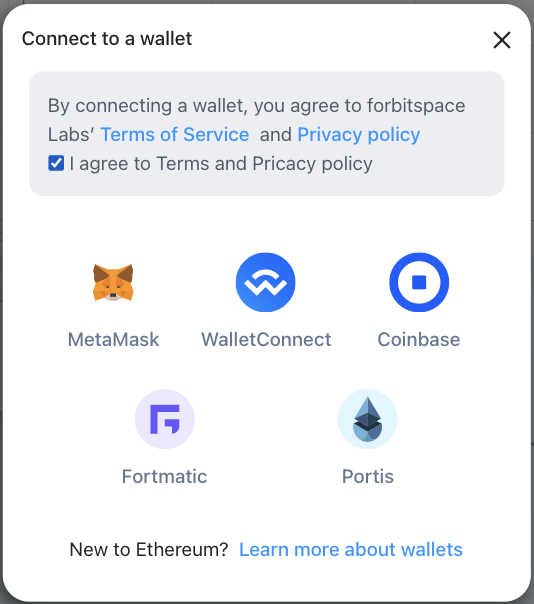 Connect to a wallet
By connecting a wallet, you agree to forbitspace
Labs’ Terms of Service and Privacy policy
I agree to Terms and Pricacy policy
MetaMask WalletConnect Coinbase
Fortmatic Portis
New to Ethereum? Learn more about wallets